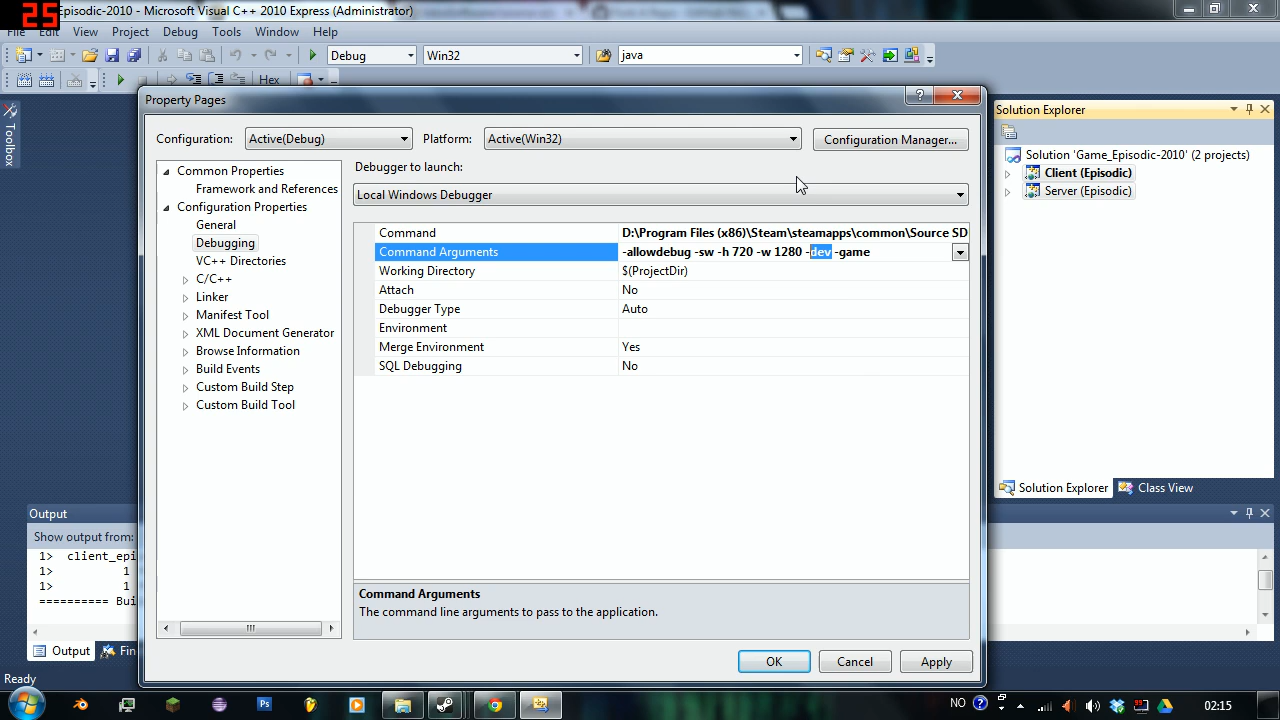 25
Episodic-2010 - Microsoft Visual C++ 2010 Express (Administrator)
File Edit View Project Debug Tools Window Help
Debug Win32 java
Hex
Toolbox
Property Pages
Configuration: Active(Debug) Platform: Active(Win32) Configuration Manager...
Common Properties
Framework and References
Configuration Properties
General
Debugging
VC++ Directories
C/C++
Linker
Manifest Tool
XML Document Generator
Browse Information
Build Events
Custom Build Step
Custom Build Tool
Debugger to launch:
Local Windows Debugger
Command D:\Program Files (x86)\Steam\steamapps\common\Source SD
Command Arguments -allowdebug -sw -h 720 -w 1280 -dev -game
Working Directory $(ProjectDir)
Attach No
Debugger Type Auto
Environment
Merge Environment Yes
SQL Debugging No
Command Arguments
The command line arguments to pass to the application.
OK Cancel Apply
Solution Explorer
Solution 'Game_Episodic-2010' (2 projects)
Client (Episodic)
Server (Episodic)
Solution Explorer Class View
Output
Show output from:
1> client_epi
1> 1
1> 1
========== Bui
Output Fin
Ready
NO 02:15